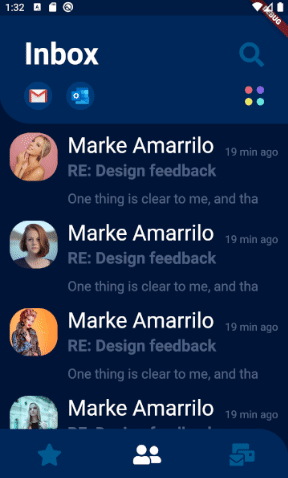 1:32
DEBUG
Inbox
Marke Amarrilo
19 min ago
RE: Design feedback
One thing is clear to me, and tha
Marke Amarrilo
19 min ago
RE: Design feedback
One thing is clear to me, and tha
Marke Amarrilo
19 min ago
RE: Design feedback
One thing is clear to me, and tha
Marke Amarrilo
19 min ago
RE: Design feedback